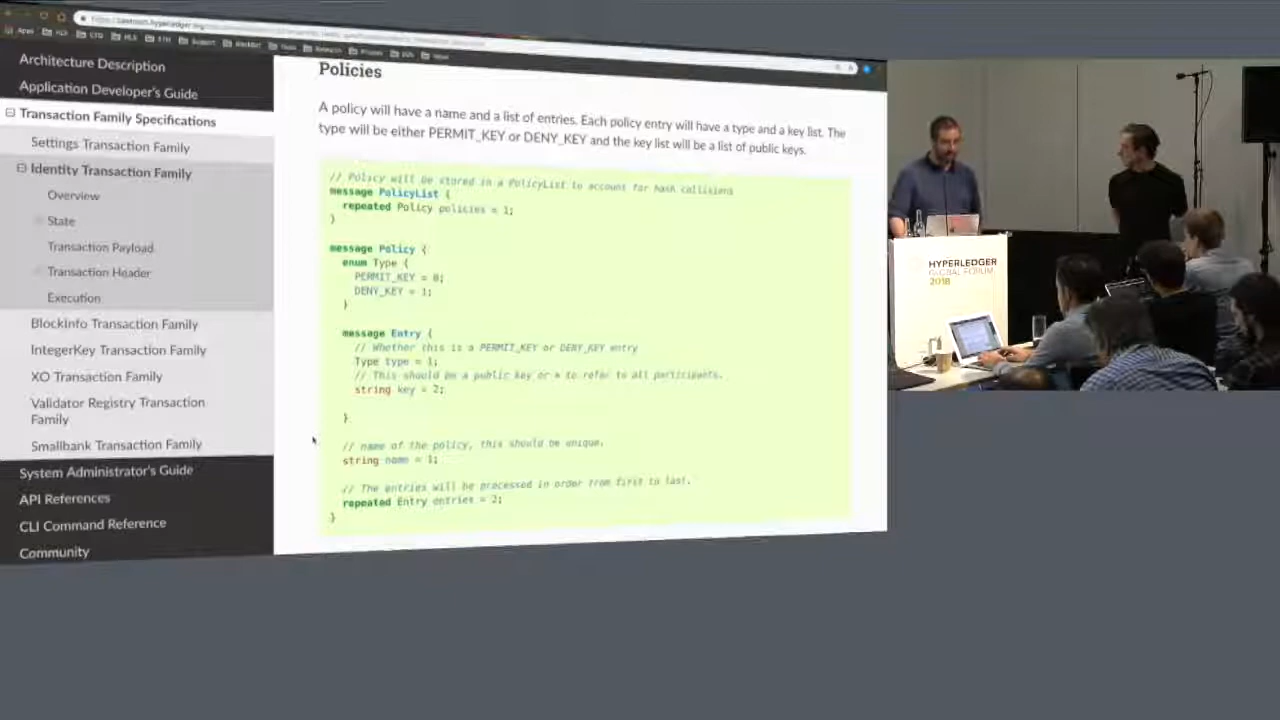 Apps
Support
Architecture Description
Application Developer's Guide
Transaction Family Specifications
Settings Transaction Family
Identity Transaction Family
Overview
State
Transaction Payload
Transaction Header
Execution
BlockInfo Transaction Family
IntegerKey Transaction Family
XO Transaction Family
Validator Registry Transaction
Family
Smallbank Transaction Family
System Administrator's Guide
API References
CLI Command Reference
Community
Policies
A policy will have a name and a list of entries. Each policy entry will have a type and a key list. The
type will be either PERMIT_KEY or DENY_KEY and the key list will be a list of public keys.
// Policy will be stored in a PolicyList to account for hash collisions
message PolicyList {
repeated Policy policies = 1;
}
message Policy {
enum Type {
PERMIT_KEY = 0;
DENY_KEY = 1;
}
message Entry {
// Whether this is a PERMIT_KEY or DENY_KEY entry
Type type = 1;
// This should be a public key or * to refer to all participants.
string key = 2;
}
// name of the policy, this should be unique.
string name = 1;
// The entries will be processed in order from first to last.
repeated Entry entries = 2;
}
HYPERLEDGER
GLOBAL FORUM
2018